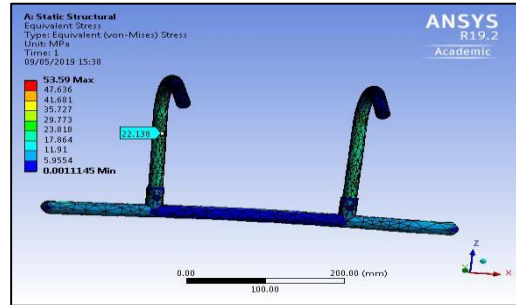 A: Static Structural
Equivalent Stress
Type: Equivalent (von-Mises) Stress
Unit: MPa
Time: 1
09/05/2019 15:38
53.59 Max
47.636
41.681
35.727
29.773
23.818
17.864
11.91
5.9554
0.0011145 Min
ANSYS
R19.2
Academic
22.138
0.00
200.00 (mm)
100.00
Z
X